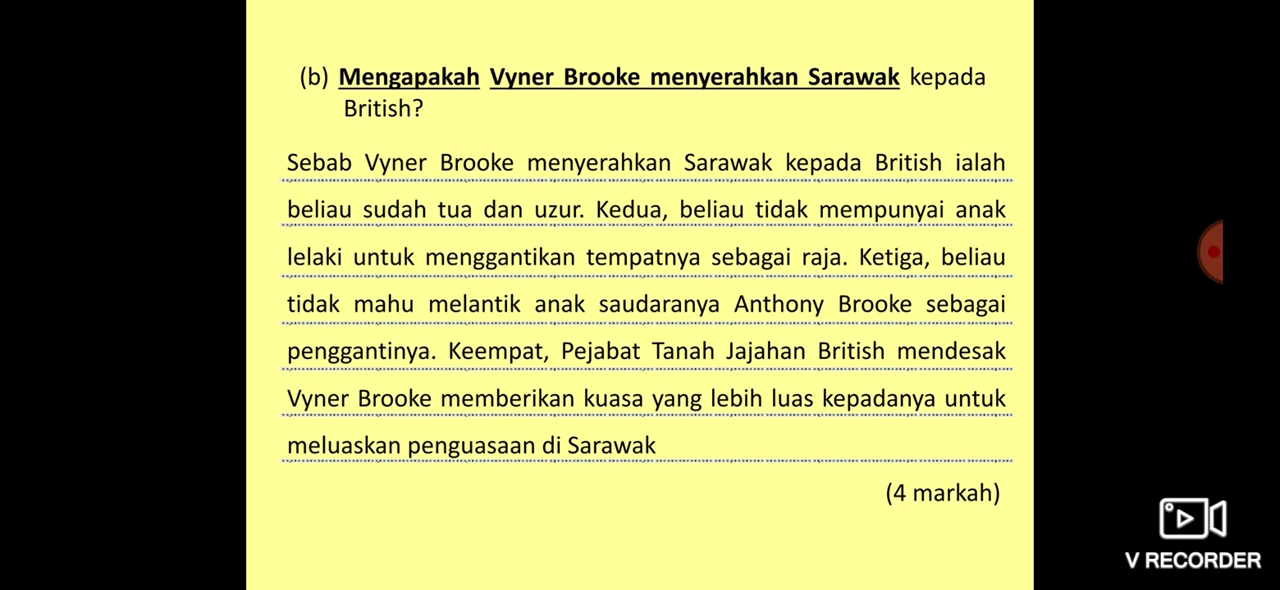 (b) Mengapakah Vyner Brooke menyerahkan Sarawak kepada
British?
Sebab Vyner Brooke menyerahkan Sarawak kepada British ialah
beliau sudah tua dan uzur. Kedua, beliau tidak mempunyai anak
lelaki untuk menggantikan tempatnya sebagai raja. Ketiga, beliau
tidak mahu melantik anak saudaranya Anthony Brooke sebagai
penggantinya. Keempat, Pejabat Tanah Jajahan British mendesak
Vyner Brooke memberikan kuasa yang lebih luas kepadanya untuk
meluaskan penguasaan di Sarawak
(4 markah)
V RECORDER